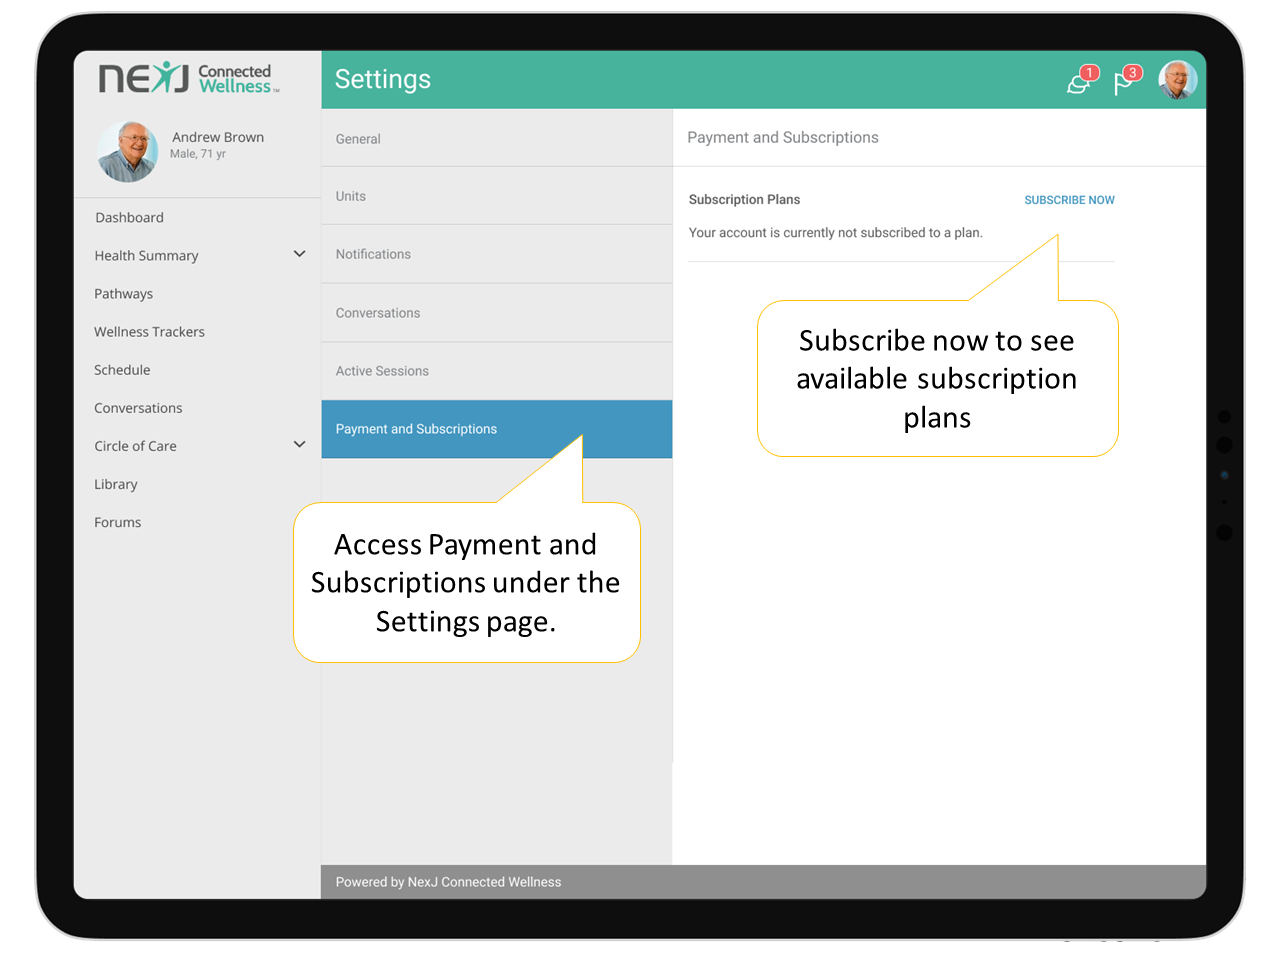 NEXJ Connected Wellness™
Settings
1
3
Andrew Brown
Male, 71 yr
Dashboard
Health Summary
Pathways
Wellness Trackers
Schedule
Conversations
Circle of Care
Library
Forums
General
Units
Notifications
Conversations
Active Sessions
Payment and Subscriptions
Payment and Subscriptions
Subscription Plans
SUBSCRIBE NOW
Your account is currently not subscribed to a plan.
Subscribe now to see
available subscription
plans
Access Payment and
Subscriptions under the
Settings page.
Powered by NexJ Connected Wellness